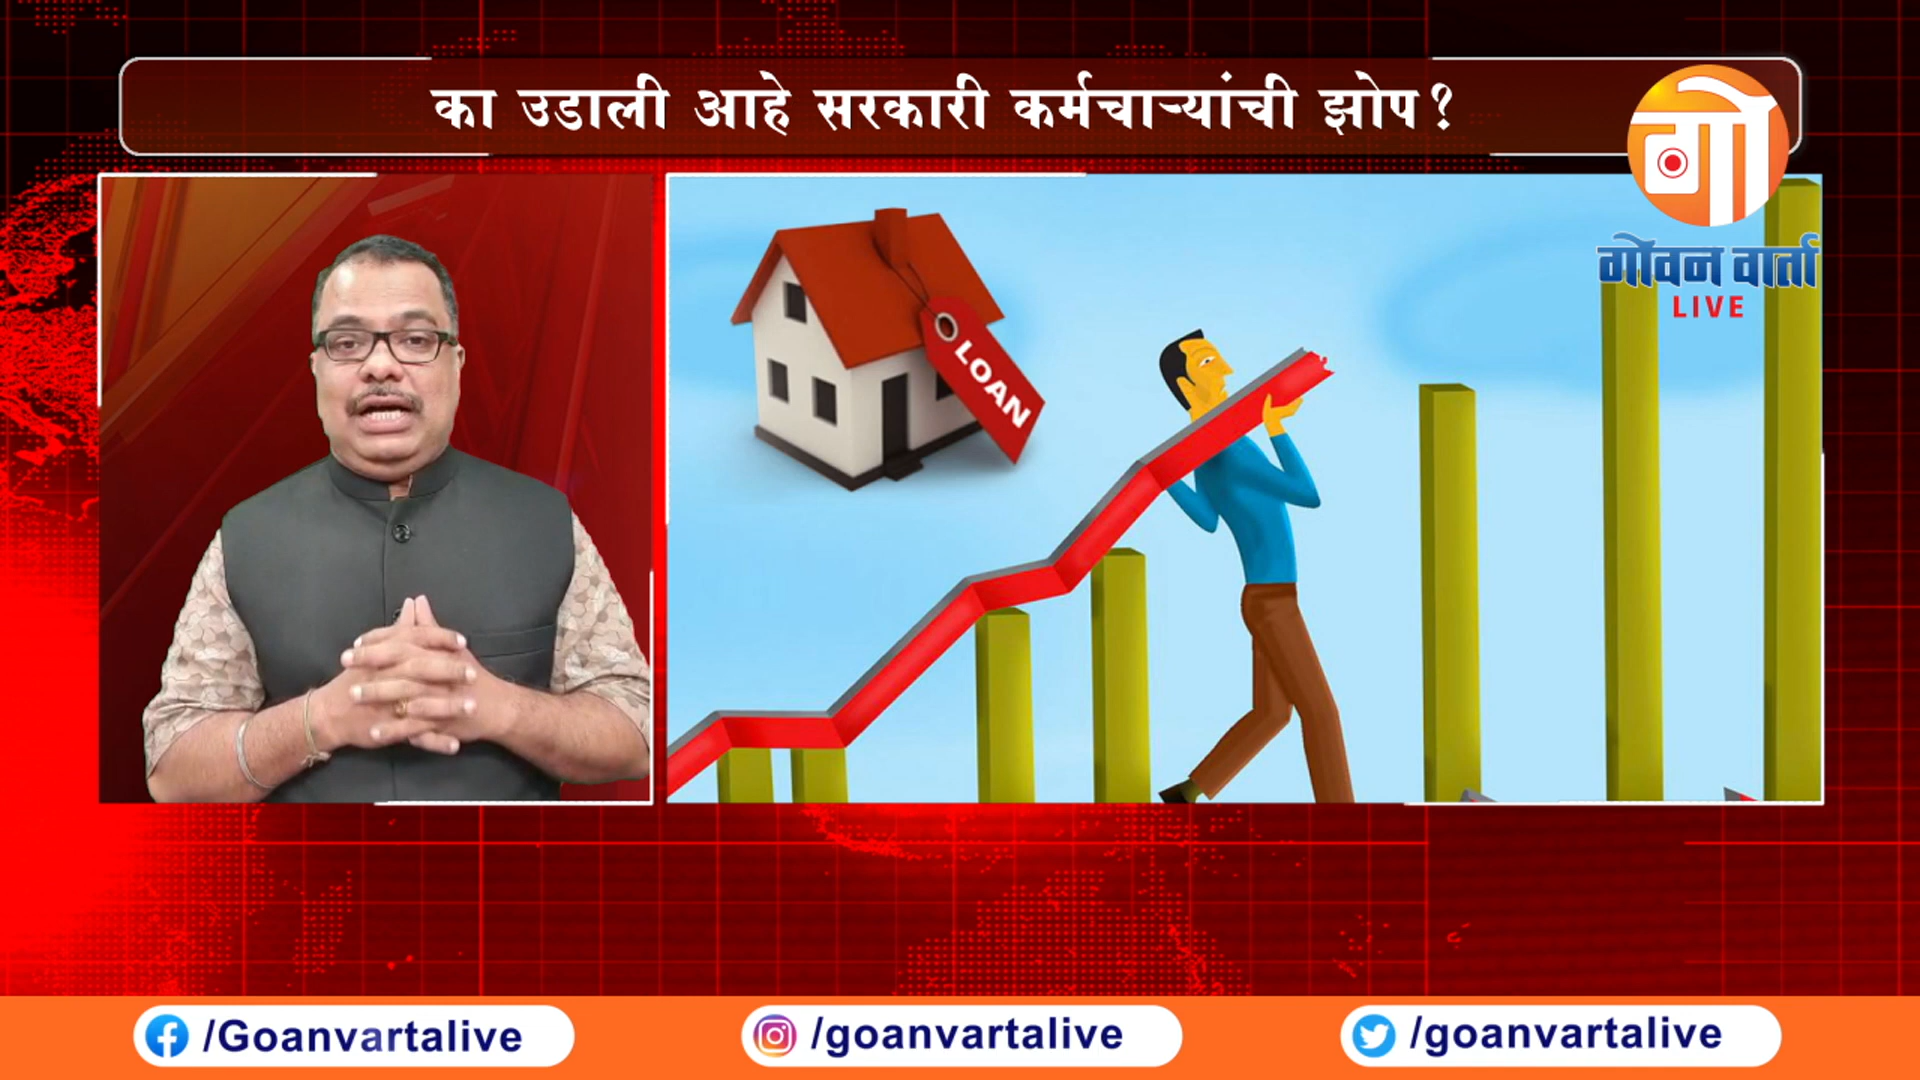 का उडाली आहे सरकारी कर्मचाऱ्यांची झोप?
गो
गोवन वार्ता
LIVE
LOAN
/Goanvartalive
/goanvartalive
/goanvartalive